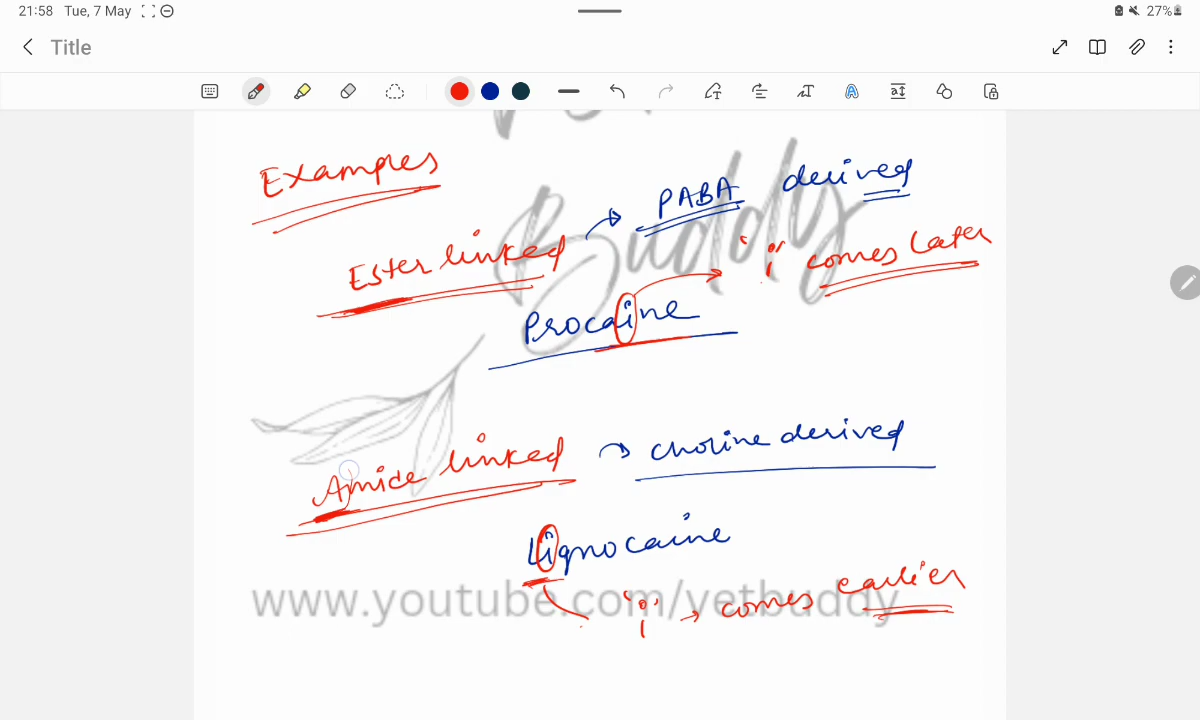 21:58 Tue, 7 May 27%
Title
Examples
Ester linked → PABA derived
"i" comes later
Procaine
Amide linked → Choline derived
Lignocaine
"i" → comes earlier
Buddy
www.youtube.com/vetbuddy